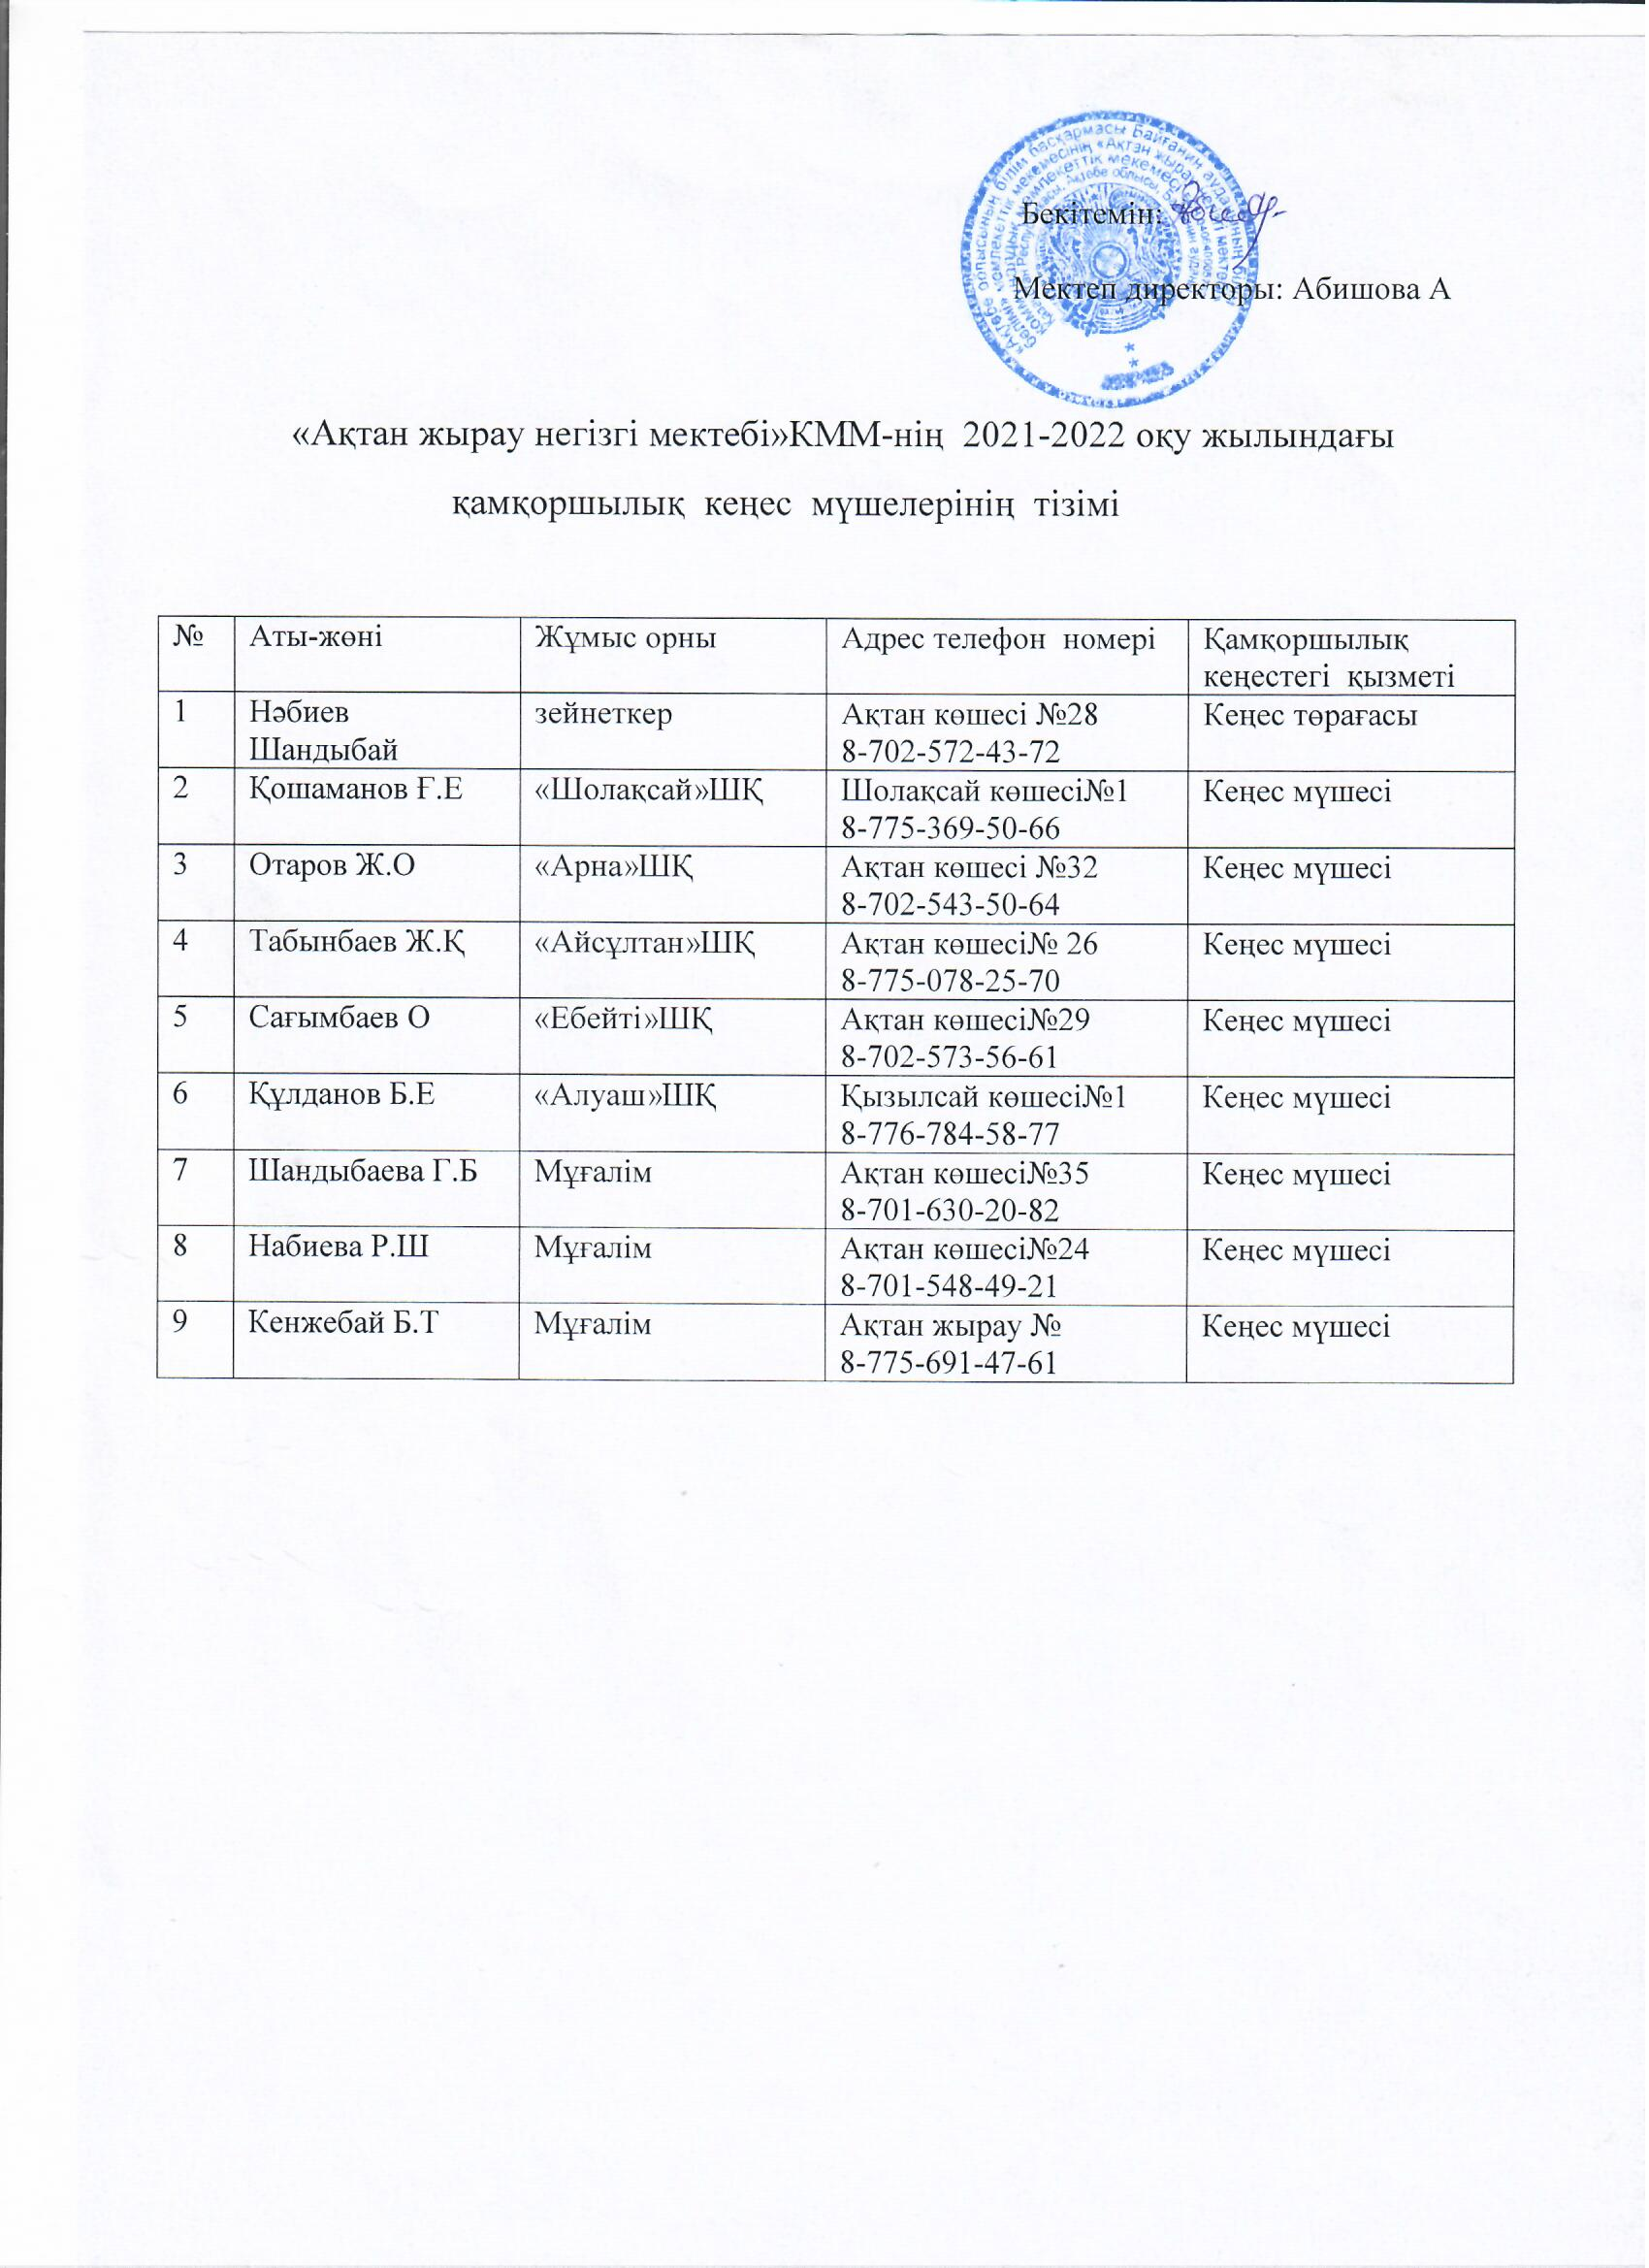 Бекітемін:
Мектеп директоры: Абишова А
«Ақтан жырау негізгі мектебі»КММ-нің 2021-2022 оқу жылындағы
қамқоршылық кеңес мүшелерінің тізімі
№ Аты-жөні Жұмыс орны Адрес телефон номері Қамқоршылық
кеңестегі қызметі
1 Нәбиев зейнеткер Ақтан көшесі №28 Кеңес төрағасы
Шандыбай 8-702-572-43-72
2 Қошаманов Ғ.Е «Шолақсай»ШҚ Шолақсай көшесі№1 Кеңес мүшесі
8-775-369-50-66
3 Отаров Ж.О «Арна»ШҚ Ақтан көшесі №32 Кеңес мүшесі
8-702-543-50-64
4 Табынбаев Ж.Қ «Айсұлтан»ШҚ Ақтан көшесі№ 26 Кеңес мүшесі
8-775-078-25-70
5 Сағымбаев О «Ебейті»ШҚ Ақтан көшесі№29 Кеңес мүшесі
8-702-573-56-61
6 Құлданов Б.Е «Алуаш»ШҚ Қызылсай көшесі№1 Кеңес мүшесі
8-776-784-58-77
7 Шандыбаева Г.Б Мұғалім Ақтан көшесі№35 Кеңес мүшесі
8-701-630-20-82
8 Набиева Р.Ш Мұғалім Ақтан көшесі№24 Кеңес мүшесі
8-701-548-49-21
9 Кенжебай Б.Т Мұғалім Ақтан жырау № Кеңес мүшесі
8-775-691-47-61